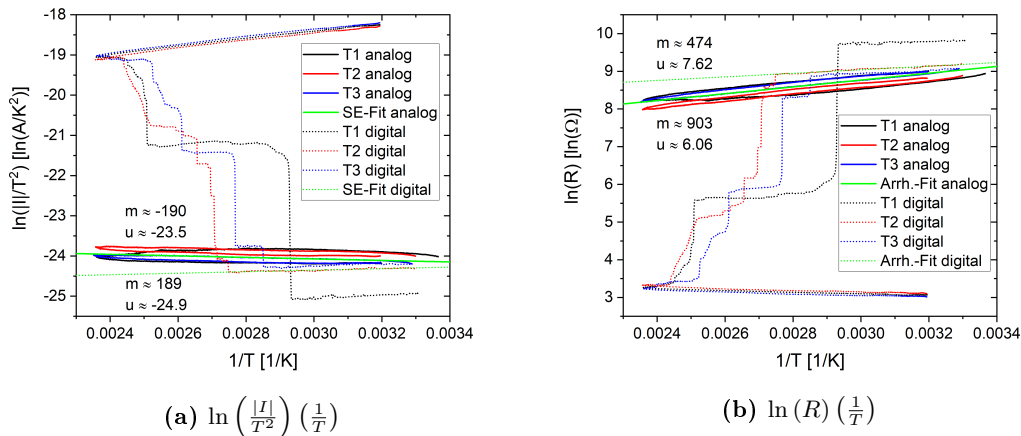 ln(|I|/T²) [ln(A/K²)]
-18
-19
-20
-21
-22
-23
-24
-25
T1 analog
T2 analog
T3 analog
SE-Fit analog
T1 digital
T2 digital
T3 digital
SE-Fit digital
m ≈ -190
u ≈ -23.5
m ≈ 189
u ≈ -24.9
0.0024 0.0026 0.0028 0.0030 0.0032 0.0034
1/T [1/K]
(a) ln (|I|/T²) (1/T)
ln(R) [ln(Ω)]
10
9
8
7
6
5
4
3
m ≈ 474
u ≈ 7.62
m ≈ 903
u ≈ 6.06
T1 analog
T2 analog
T3 analog
Arrh.-Fit analog
T1 digital
T2 digital
T3 digital
Arrh.-Fit digital
0.0024 0.0026 0.0028 0.0030 0.0032 0.0034
1/T [1/K]
(b) ln (R) (1/T)